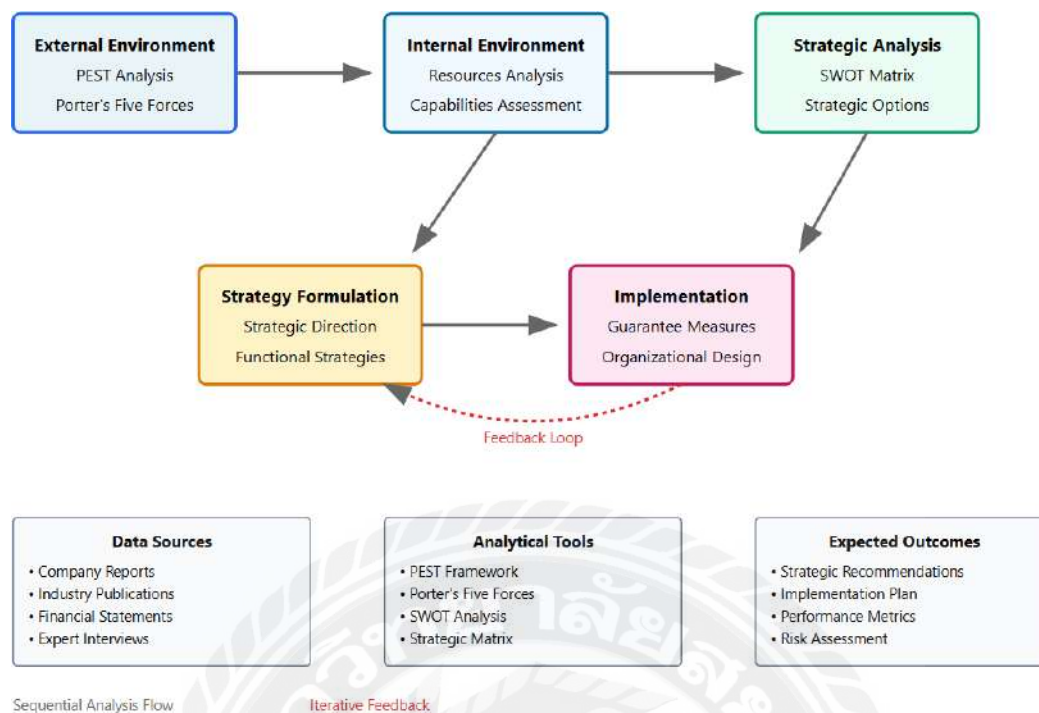 External Environment
PEST Analysis
Porter's Five Forces
Internal Environment
Resources Analysis
Capabilities Assessment
Strategic Analysis
SWOT Matrix
Strategic Options
Strategy Formulation
Strategic Direction
Functional Strategies
Implementation
Guarantee Measures
Organizational Design
Feedback Loop
Data Sources
• Company Reports
• Industry Publications
• Financial Statements
• Expert Interviews
Analytical Tools
• PEST Framework
• Porter's Five Forces
• SWOT Analysis
• Strategic Matrix
Expected Outcomes
• Strategic Recommendations
• Implementation Plan
• Performance Metrics
• Risk Assessment
Sequential Analysis Flow
Iterative Feedback